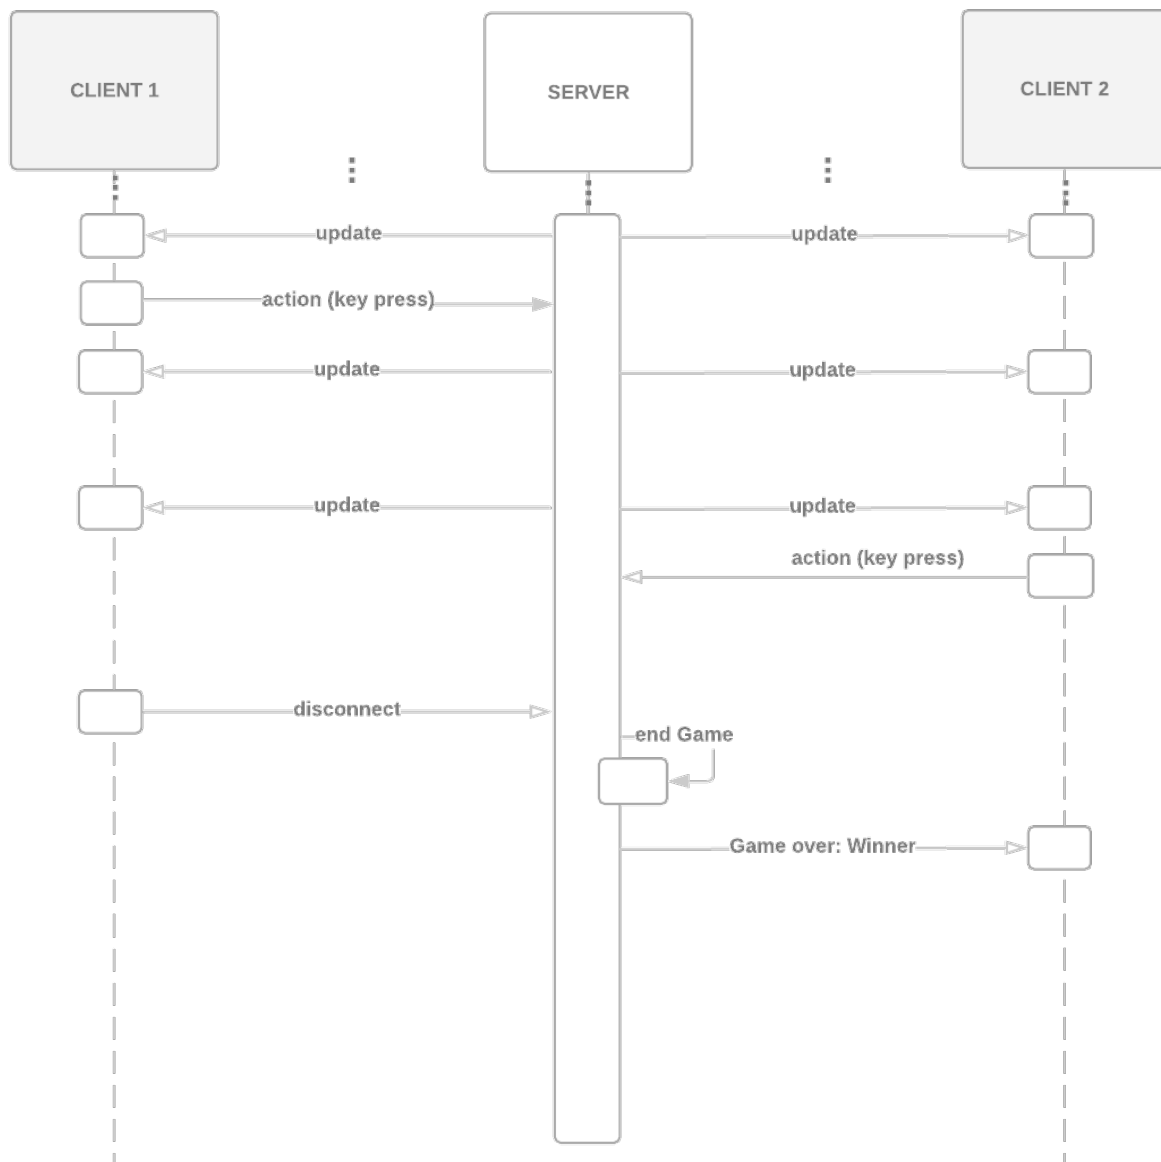 CLIENT 1
SERVER
CLIENT 2
update
update
action (key press)
update
update
update
update
action (key press)
disconnect
end Game
Game over: Winner